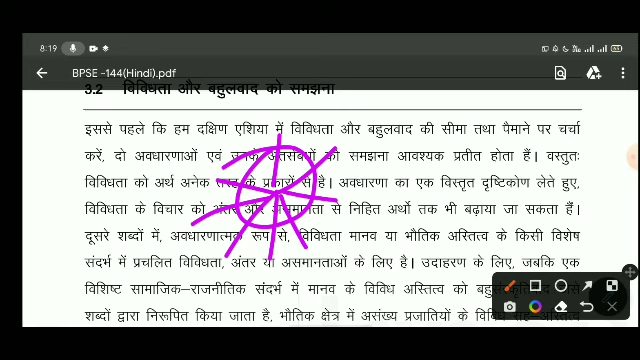 8:19
BPSE -144(Hindi).pdf
3.2 विविधता और बहुलवाद को समझना
इससे पहले कि हम दक्षिण एशिया में विविधता और बहुलवाद की सीमा तथा पैमाने पर चर्चा
करें, दो अवधारणाओं एवं उनके अंतर्संबंधों को समझना आवश्यक प्रतीत होता हैं। वस्तुतः
विविधता को अर्थ अनेक तरह के प्रकारों से है। अवधारणा का एक विस्तृत दृष्टिकोण लेते हुए,
विविधता के विचार को अंतर और असमानता से निहित अर्थो तक भी बढ़ाया जा सकता हैं।
दूसरे शब्दों में, अवधारणात्मक रूप से, विविधता मानव या भौतिक अस्तित्व के किसी विशेष
संदर्भ में प्रचलित विविधता, अंतर या असमानताओं के लिए है। उदाहरण के लिए, जबकि एक
विशिष्ट सामाजिक–राजनीतिक संदर्भ में मानव के विविध अस्तित्व को
शब्दों द्वारा निरूपित किया जाता है, भौतिक क्षेत्र में असंख्य प्रजातियों के विविध